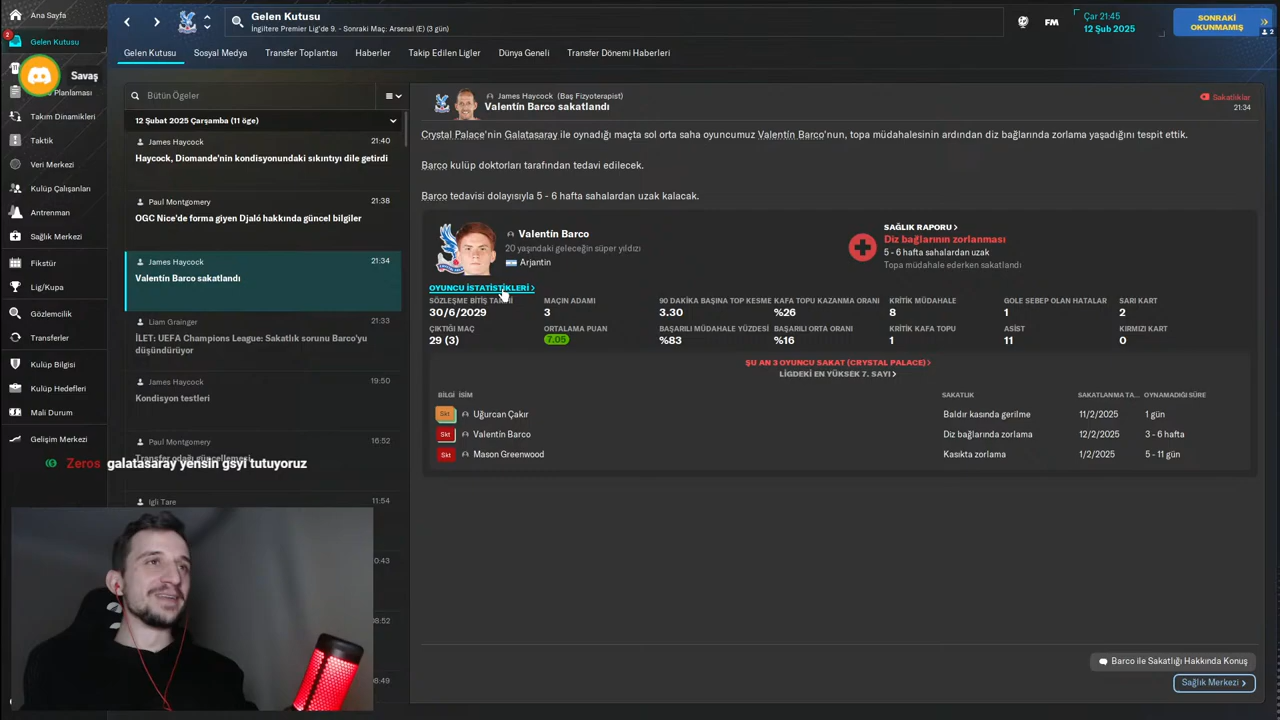 Ana Sayfa
Gelen Kutusu
İngiltere Premier Lig'de 9. - Sonraki Maç: Arsenal (E) (3 gün)
FM
Çar 21:45
12 Şub 2025
SONRAKİ
OKUNMAMIŞ
2
2
Gelen Kutusu
Gelen Kutusu
Sosyal Medya
Transfer Toplantısı
Haberler
Takip Edilen Ligler
Dünya Geneli
Transfer Dönemi Haberleri
Savaş
Planlaması
Takım Dinamikleri
Taktik
Veri Merkezi
Kulüp Çalışanları
Antrenman
Sağlık Merkezi
Fikstür
Lig/Kupa
Gözlemcilik
Transferler
Kulüp Bilgisi
Kulüp Hedefleri
Mali Durum
Gelişim Merkezi
Bütün Ögeler
12 Şubat 2025 Çarşamba (11 öge)
James Haycock
21:40
Haycock, Diomande'nin kondisyonundaki sıkıntıyı dile getirdi
Paul Montgomery
21:38
OGC Nice'de forma giyen Djaló hakkında güncel bilgiler
James Haycock
21:34
Valentín Barco sakatlandı
Liam Grainger
21:33
İLET: UEFA Champions League: Sakatlık sorunu Barco'yu
düşündürüyor
James Haycock
19:50
Kondisyon testleri
Paul Montgomery
16:52
Transfer odağı güncellemesi
Zeros galatasaray yensin gsyi tutuyoruz
Igli Tare
11:54
James Haycock (Baş Fizyoterapist)
Valentín Barco sakatlandı
Sakatlıklar
21:34
Crystal Palace'nin Galatasaray ile oynadığı maçta sol orta saha oyuncumuz Valentín Barco'nun, topa müdahalesinin ardından diz bağlarında zorlama yaşadığını tespit ettik.
Barco kulüp doktorları tarafından tedavi edilecek.
Barco tedavisi dolayısıyla 5 - 6 hafta sahalardan uzak kalacak.
Valentín Barco
20 yaşındaki geleceğin süper yıldızı
Arjantin
SAĞLIK RAPORU
Diz bağlarının zorlanması
5 - 6 hafta sahalardan uzak
Topa müdahale ederken sakatlandı
OYUNCU İSTATİSTİKLERİ
SÖZLEŞME BİTİŞ
MAÇIN ADAMI
90 DAKİKA BAŞINA TOP KESME
KAFA TOPU KAZANMA ORANI
KRİTİK MÜDAHALE
GOLE SEBEP OLAN HATALAR
SARI KART
30/6/2029
3
3.30
%26
8
1
2
ÇIKTIĞI MAÇ
ORTALAMA PUAN
BAŞARILI MÜDAHALE YÜZDESİ
BAŞARILI ORTA ORANI
KRİTİK KAFA TOPU
ASİST
KIRMIZI KART
29 (3)
7.05
%83
%16
1
11
0
ŞU AN 3 OYUNCU SAKAT (CRYSTAL PALACE)
LİGDEKİ EN YÜKSEK 7. SAYI
BİLGİ
İSİM
SAKATLIK
SAKATLANMA TA...
OYNAMADIĞI SÜRE
Skt
Uğurcan Çakır
Baldır kasında gerilme
11/2/2025
1 gün
Skt
Valentín Barco
Diz bağlarında zorlama
12/2/2025
3 - 6 hafta
Skt
Mason Greenwood
Kasıkta zorlama
1/2/2025
5 - 11 gün
Barco ile Sakatlığı Hakkında Konuş
Sağlık Merkezi